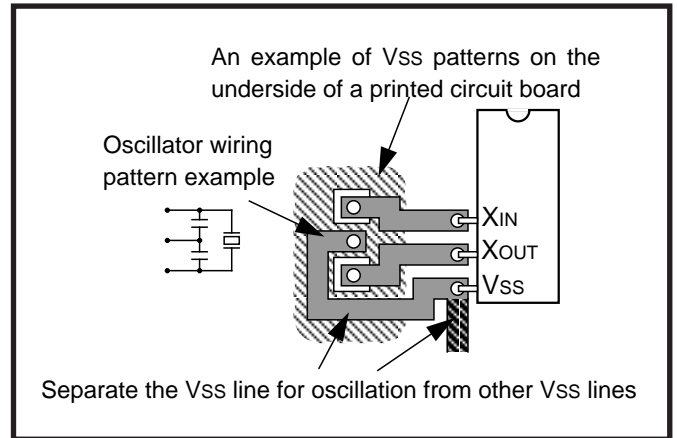 An example of VSS patterns on the
underside of a printed circuit board
Oscillator wiring
pattern example
XIN
XOUT
VSS
Separate the VSS line for oscillation from other VSS lines